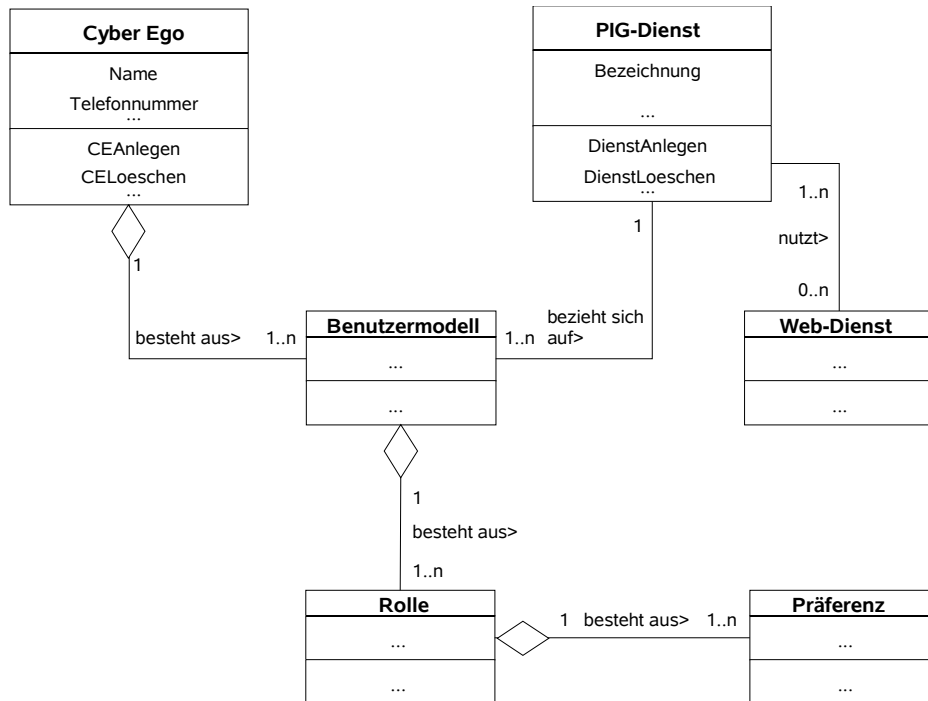 Cyber Ego
Name
Telefonnummer
...
CEAnlegen
CELoeschen
...
PIG-Dienst
Bezeichnung
...
DienstAnlegen
DienstLoeschen
...
1
1..n
nutzt>
0..n
1
besteht aus>
1..n
Benutzermodell
...
...
bezieht sich
auf>
1..n
Web-Dienst
...
...
1
besteht aus>
1..n
Rolle
...
...
1
besteht aus>
1..n
Präferenz
...
...